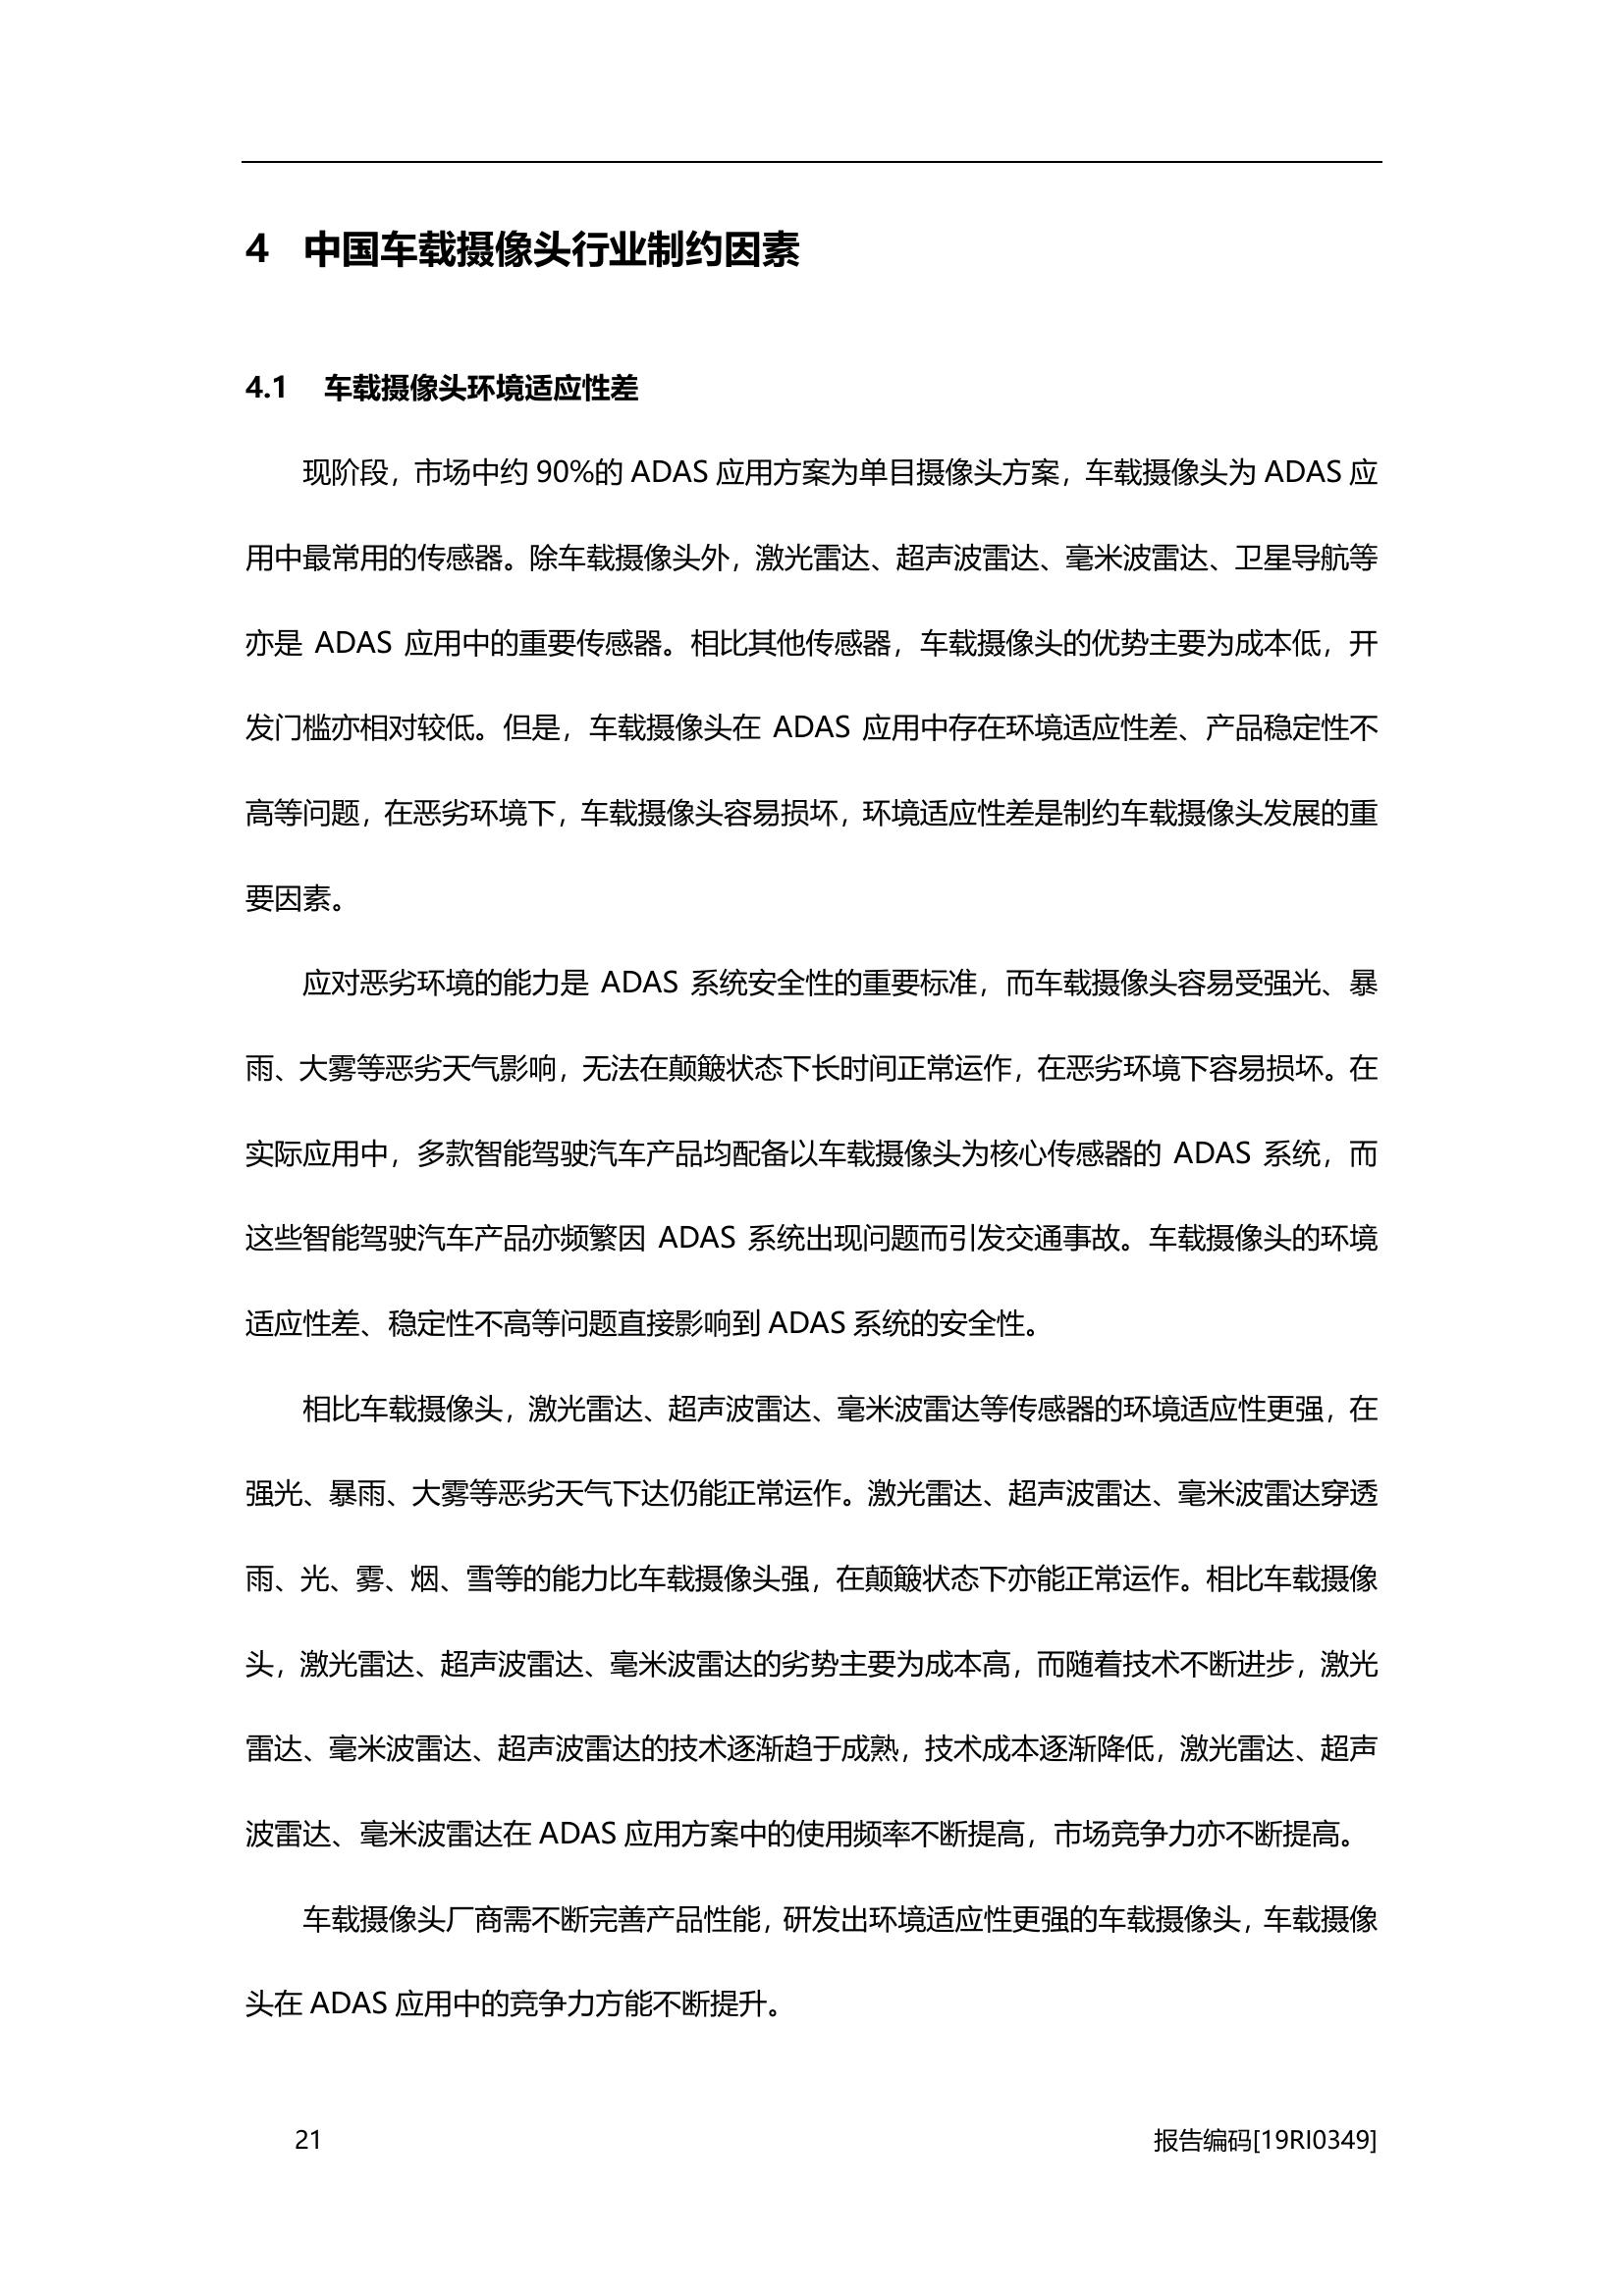 4 中国车载摄像头行业制约因素
4.1 车载摄像头环境适应性差
现阶段，市场中约 90%的 ADAS 应用方案为单目摄像头方案，车载摄像头为 ADAS 应
用中最常用的传感器。除车载摄像头外，激光雷达、超声波雷达、毫米波雷达、卫星导航等
亦是 ADAS 应用中的重要传感器。相比其他传感器，车载摄像头的优势主要为成本低，开
发门槛亦相对较低。但是，车载摄像头在 ADAS 应用中存在环境适应性差、产品稳定性不
高等问题，在恶劣环境下，车载摄像头容易损坏，环境适应性差是制约车载摄像头发展的重
要因素。
应对恶劣环境的能力是 ADAS 系统安全性的重要标准，而车载摄像头容易受强光、暴
雨、大雾等恶劣天气影响，无法在颠簸状态下长时间正常运作，在恶劣环境下容易损坏。在
实际应用中，多款智能驾驶汽车产品均配备以车载摄像头为核心传感器的 ADAS 系统，而
这些智能驾驶汽车产品亦频繁因 ADAS 系统出现问题而引发交通事故。车载摄像头的环境
适应性差、稳定性不高等问题直接影响到 ADAS 系统的安全性。
相比车载摄像头，激光雷达、超声波雷达、毫米波雷达等传感器的环境适应性更强，在
强光、暴雨、大雾等恶劣天气下达仍能正常运作。激光雷达、超声波雷达、毫米波雷达穿透
雨、光、雾、烟、雪等的能力比车载摄像头强，在颠簸状态下亦能正常运作。相比车载摄像
头，激光雷达、超声波雷达、毫米波雷达的劣势主要为成本高，而随着技术不断进步，激光
雷达、毫米波雷达、超声波雷达的技术逐渐趋于成熟，技术成本逐渐降低，激光雷达、超声
波雷达、毫米波雷达在 ADAS 应用方案中的使用频率不断提高，市场竞争力亦不断提高。
车载摄像头厂商需不断完善产品性能，研发出环境适应性更强的车载摄像头，车载摄像
头在 ADAS 应用中的竞争力方能不断提升。
21 报告编码[19RI0349]